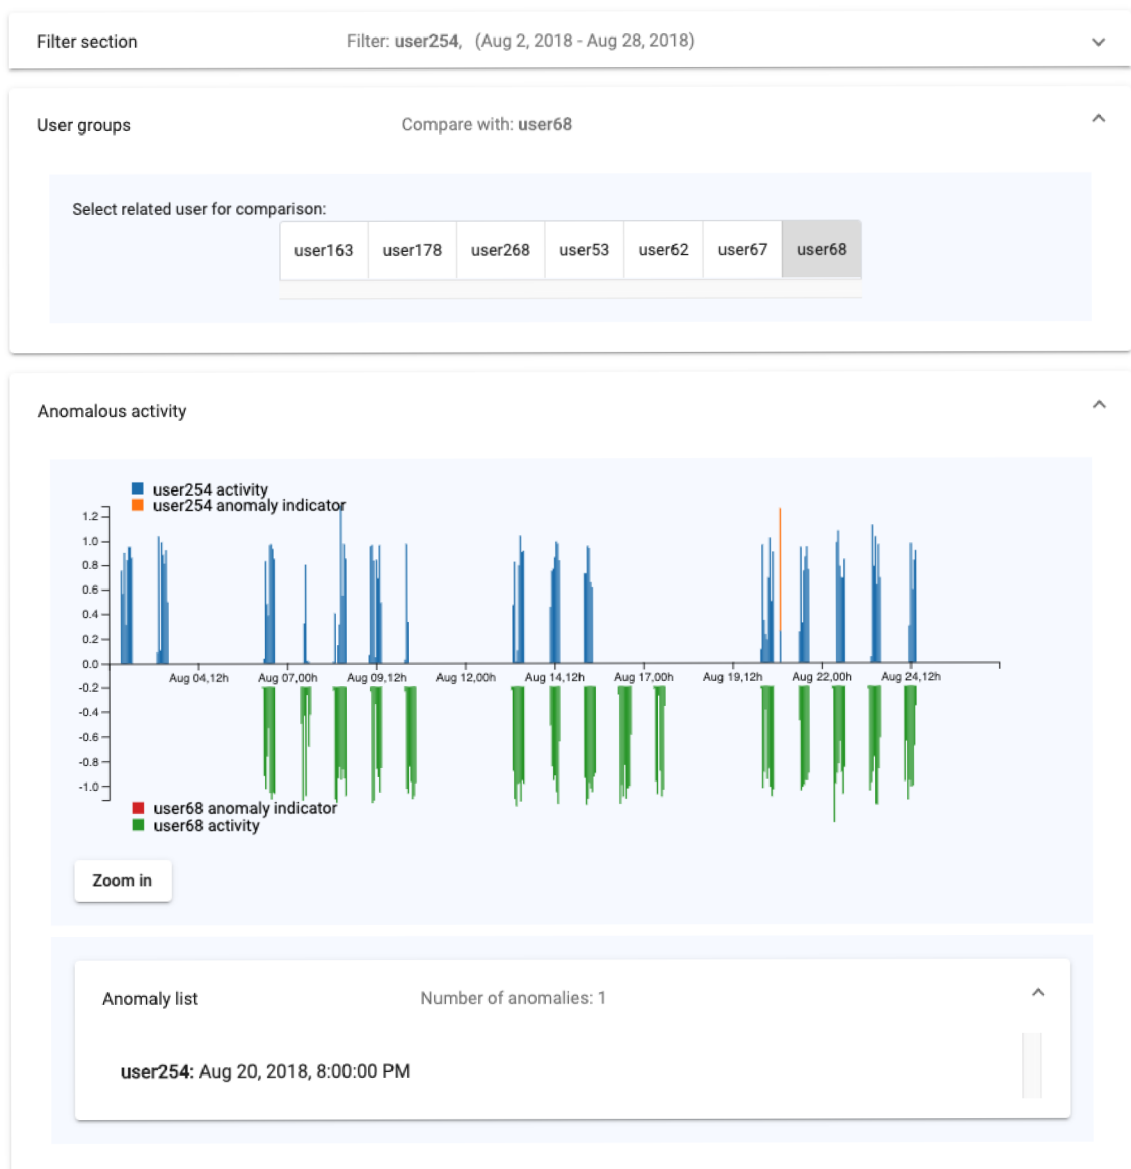 Filter section Filter: user254, (Aug 2, 2018 - Aug 28, 2018)
User groups Compare with: user68
Select related user for comparison:
user163 user178 user268 user53 user62 user67 user68
Anomalous activity
user254 activity
user254 anomaly indicator
1.2
1.0
0.8
0.6
0.4
0.2
0.0
Aug 04,12h Aug 07,00h Aug 09,12h Aug 12,00h Aug 14,12h Aug 17,00h Aug 19,12h Aug 22,00h Aug 24,12h
-0.2
-0.4
-0.6
-0.8
-1.0
user68 anomaly indicator
user68 activity
Zoom in
Anomaly list Number of anomalies: 1
user254: Aug 20, 2018, 8:00:00 PM